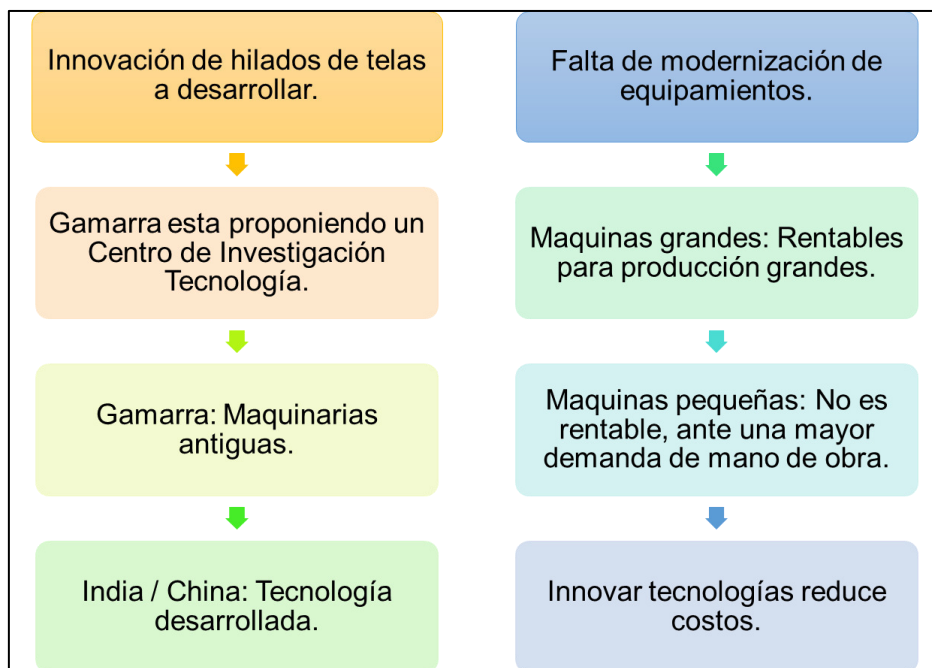 Innovación de hilados de telas
a desarrollar.
Gamarra esta proponiendo un
Centro de Investigación
Tecnología.
Gamarra: Maquinarias
antiguas.
India / China: Tecnología
desarrollada.
Falta de modernización de
equipamientos.
Maquinas grandes: Rentables
para producción grandes.
Maquinas pequeñas: No es
rentable, ante una mayor
demanda de mano de obra.
Innovar tecnologías reduce
costos.